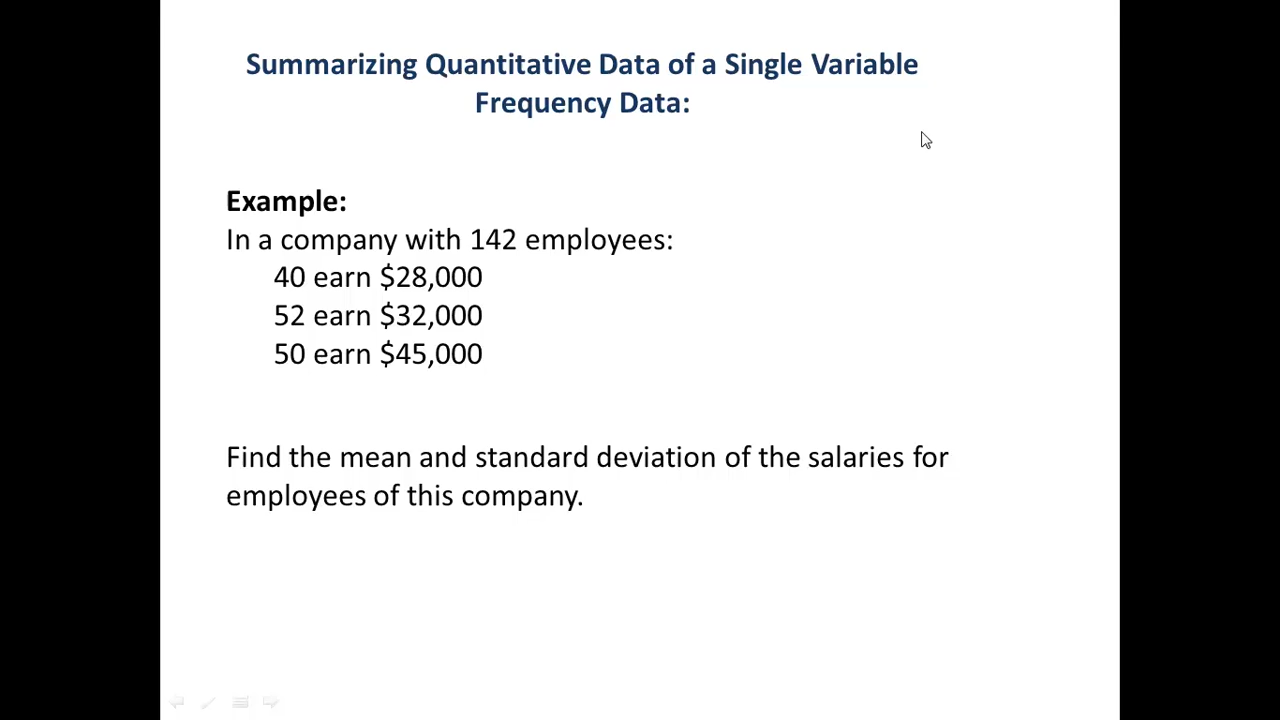 Summarizing Quantitative Data of a Single Variable
Frequency Data:
Example:
In a company with 142 employees:
40 earn $28,000
52 earn $32,000
50 earn $45,000
Find the mean and standard deviation of the salaries for
employees of this company.